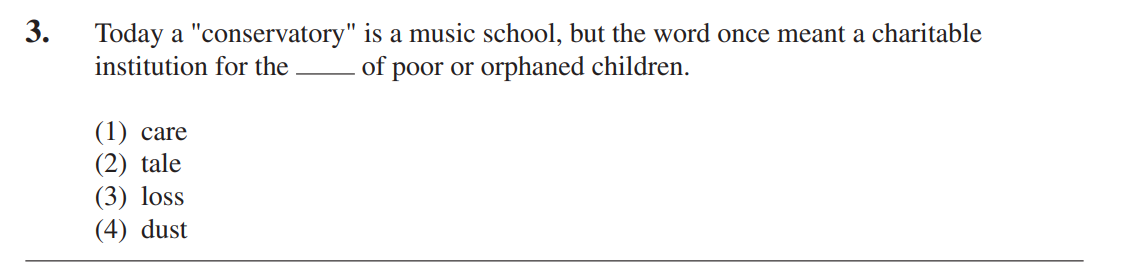 3. Today a "conservatory" is a music school, but the word once meant a charitable
institution for the ____ of poor or orphaned children.
(1) care
(2) tale
(3) loss
(4) dust